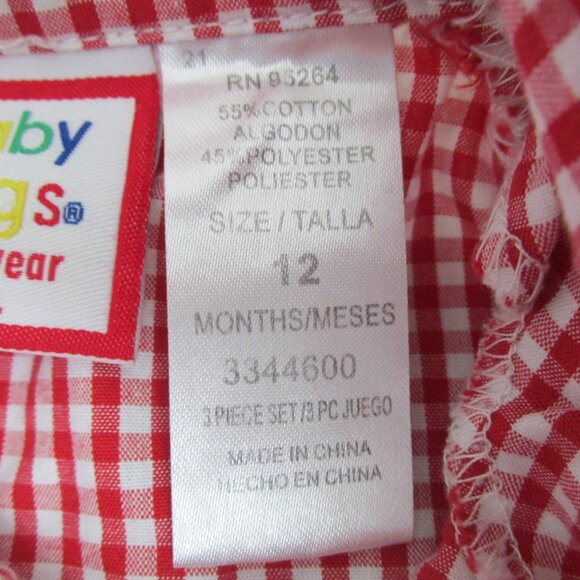 aby
gs®
wear
21
RN 96264
55%COTTON
ALGODON
45%POLYESTER
POLIESTER
SIZE/TALLA
12
MONTHS/MESES
3344600
3 PIECE SET/3 PC JUEGO
MADE IN CHINA
HECHO EN CHINA